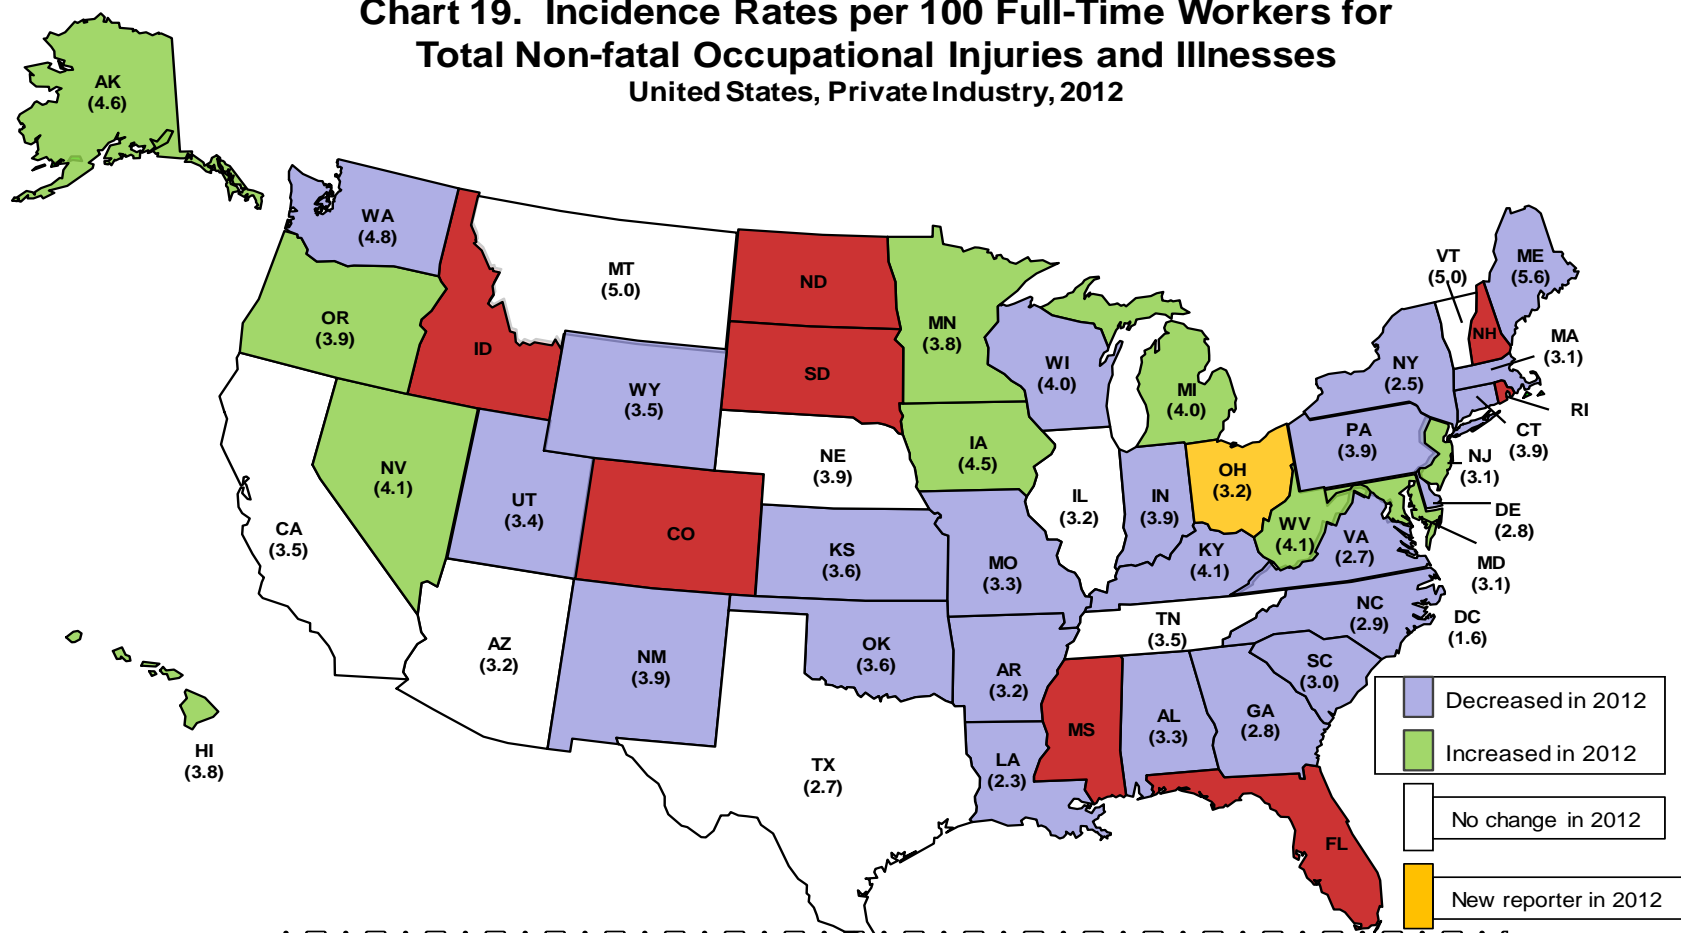 Chart 19. Incidence Rates per 100 Full-Time Workers for
Total Non-fatal Occupational Injuries and Illnesses
United States, Private Industry, 2012
AK
(4.6)
WA
(4.8)
MT
(5.0)
ND
MN
(3.8)
VT
(5.0)
ME
(5.6)
OR
(3.9)
ID
WY
(3.5)
SD
WI
(4.0)
MI
(4.0)
NY
(2.5)
NH
MA
(3.1)
RI
CT
(3.9)
NV
(4.1)
UT
(3.4)
NE
(3.9)
IA
(4.5)
PA
(3.9)
NJ
(3.1)
CA
(3.5)
CO
KS
(3.6)
MO
(3.3)
IL
(3.2)
IN
(3.9)
OH
(3.2)
WV
(4.1)
VA
(2.7)
DE
(2.8)
MD
(3.1)
DC
(1.6)
KY
(4.1)
AZ
(3.2)
NM
(3.9)
OK
(3.6)
AR
(3.2)
TN
(3.5)
NC
(2.9)
SC
(3.0)
HI
(3.8)
TX
(2.7)
LA
(2.3)
MS
AL
(3.3)
GA
(2.8)
FL
Decreased in 2012
Increased in 2012
No change in 2012
New reporter in 2012